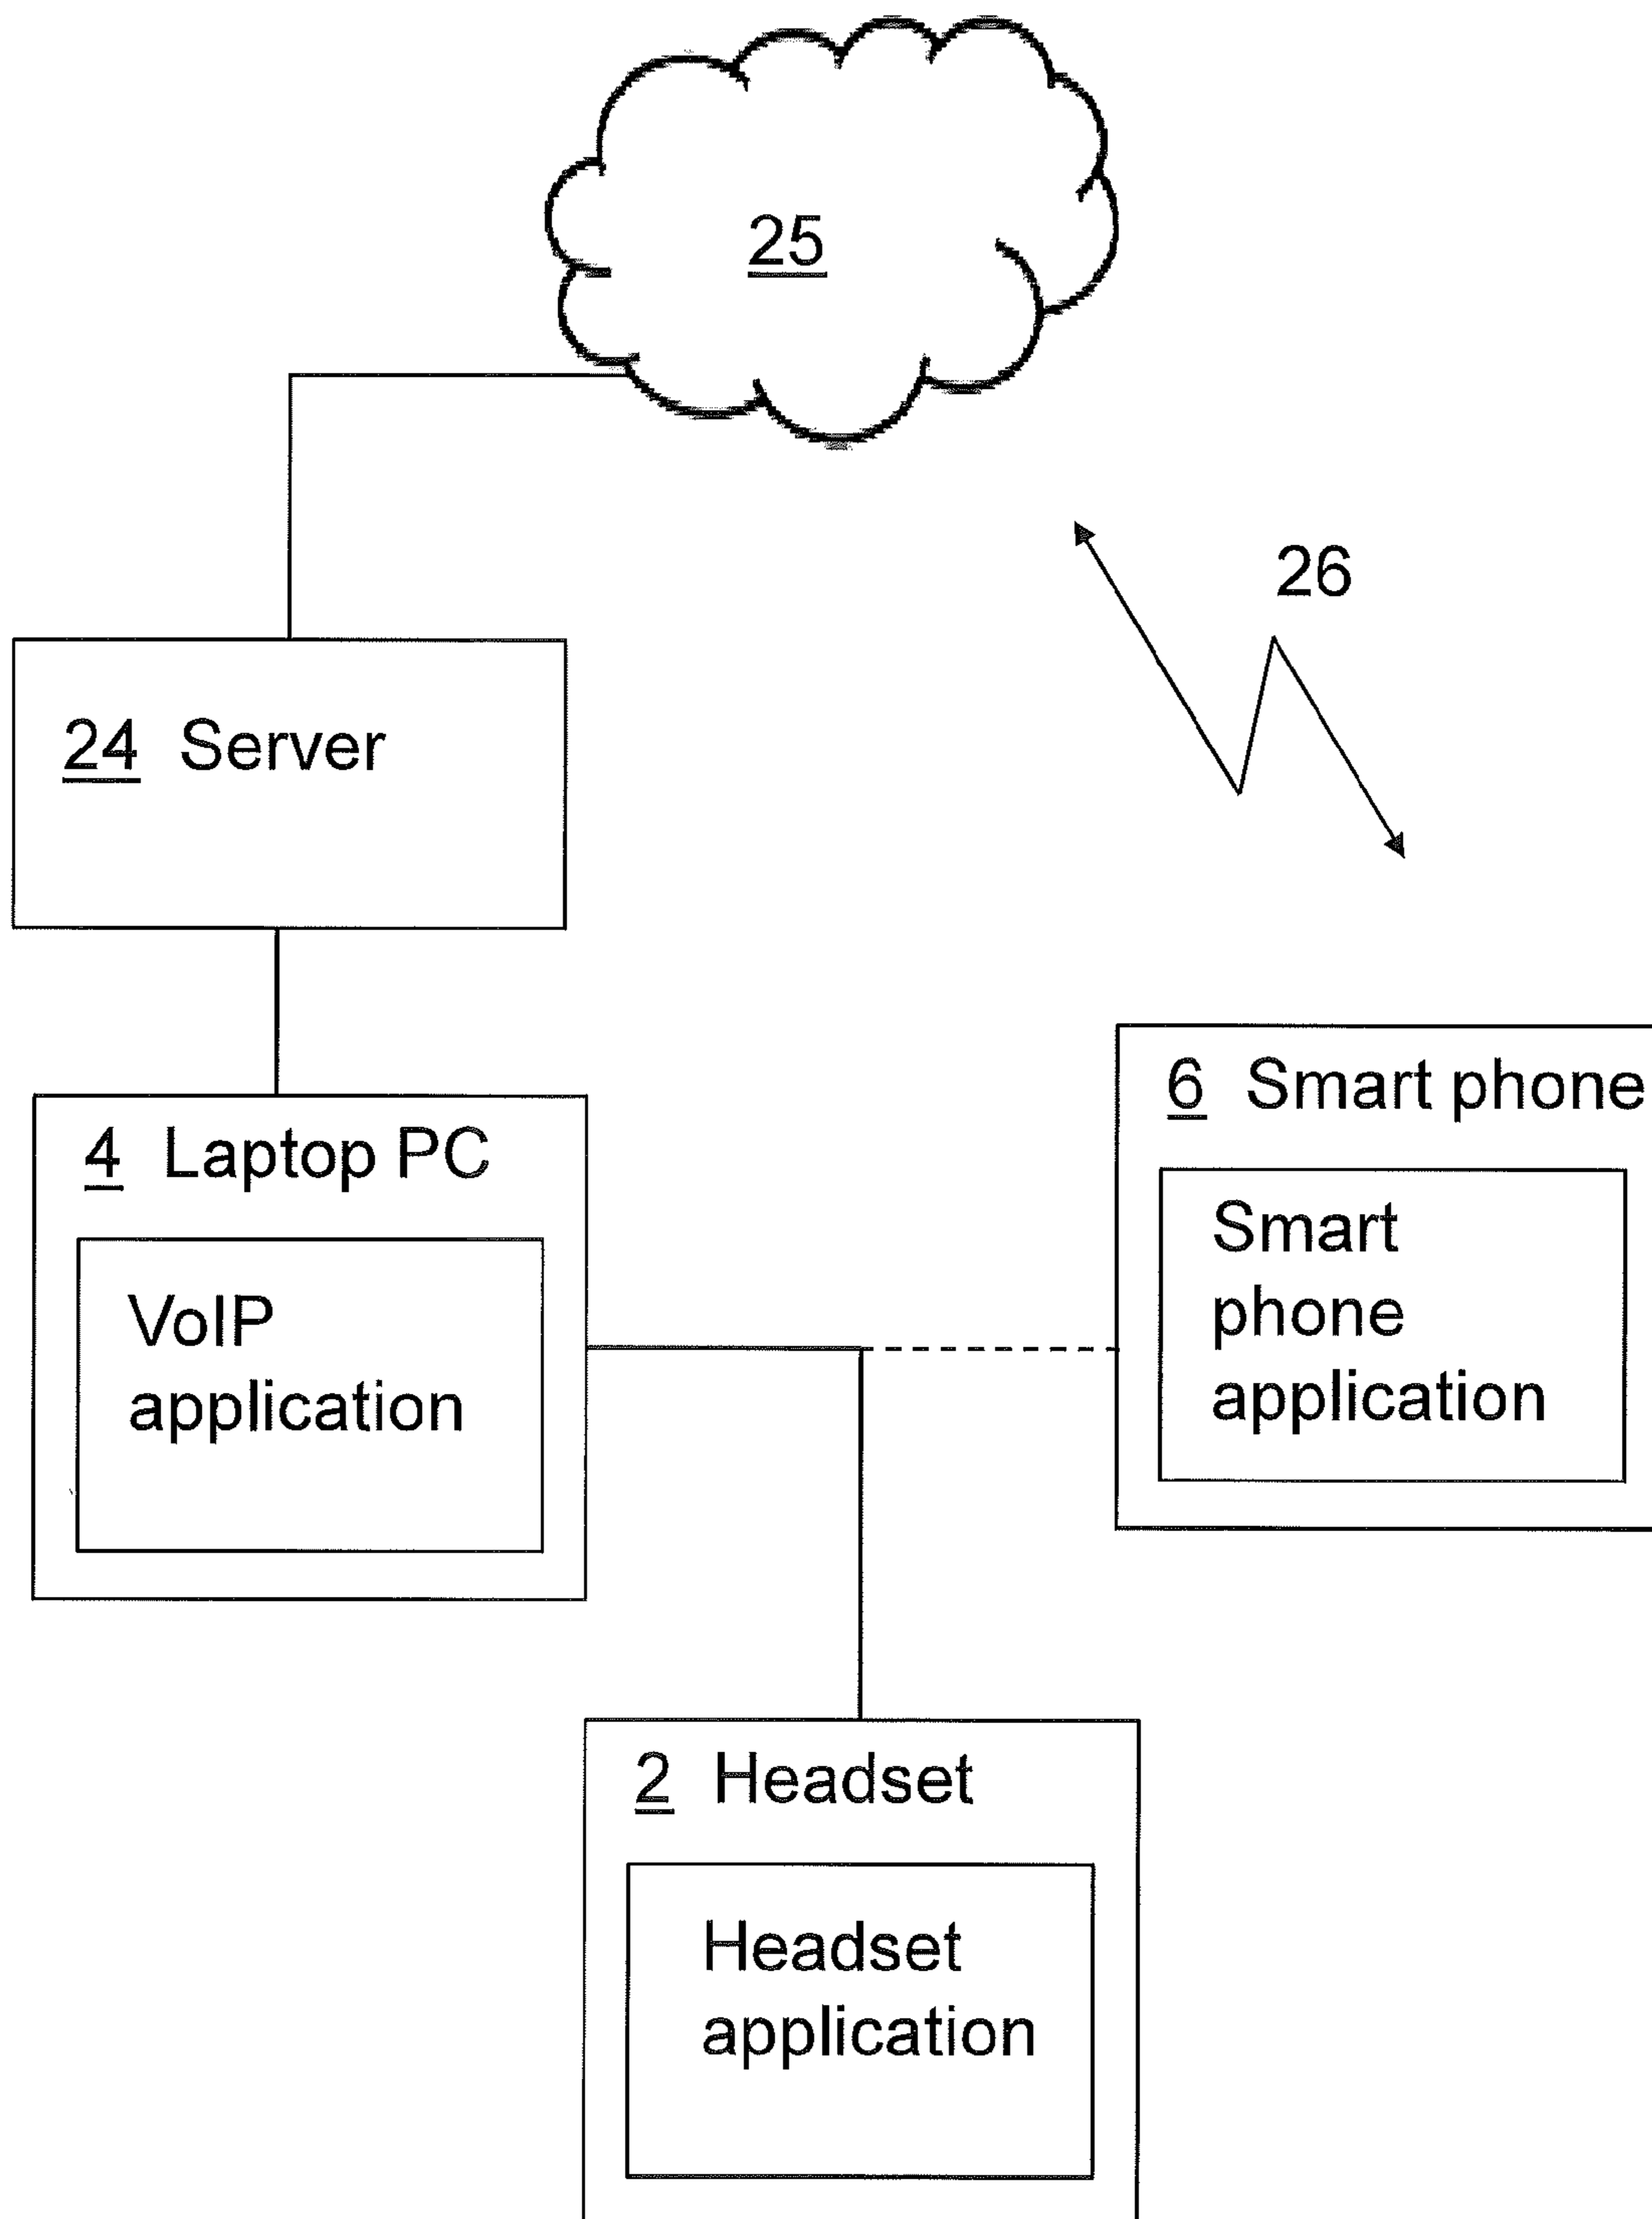 25
26
24 Server
6 Smart phone
Smart
phone
application
4 Laptop PC
VoIP
application
2 Headset
Headset
application